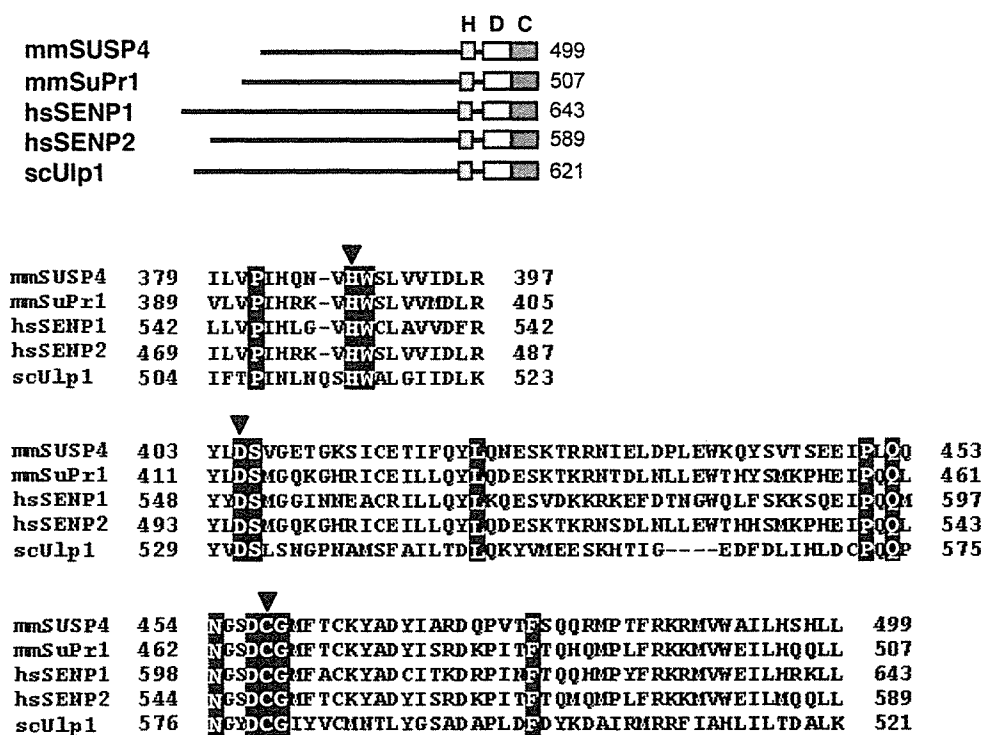 H D C
mmSUSP4 499
mmSuPr1 507
hsSENP1 643
hsSENP2 589
scUlp1 621
mmSUSP4 379 ILVPIHQN-VHWSLVVIDLR 397
mmSuPr1 389 VLVPIHRK-VHWSLVVMDLR 405
hsSENP1 542 LLVPIHLG-VHWCLAVVDFR 542
hsSENP2 469 ILVPIHRK-VHWSLVVIDLR 487
scUlp1 504 IFTPINLNQSHWALGIIDLK 523
mmSUSP4 403 YLDSVGETGKSICETIFQYLQNESKTRRNIELDPLEWKQYSVTSEEIPLQQ 453
mmSuPr1 411 YLDSMGQKGHRICEILLQYLQDESKTKRNTDLNLLEWTHYSMKPHEIPQQL 461
hsSENP1 548 YYDSMGGINNEACRILLQYLKQESVDKKRKEFDTNGWQLFSKKSQEIPQQM 597
hsSENP2 493 YLDSMGQKGHRICEILLQYLQDESKTKRNSDLNLLEWTHHSMKPHEIPQQL 543
scUlp1 529 YVDSLSNGPNAMSFAILTDLQKYVMEESKHTIG----EDFDLIHLDCPQQP 575
mmSUSP4 454 NGSDCGMFTCKYADYIARDQPVTFSQQRMPTFRKRMVWAILHSHLL 499
mmSuPr1 462 NGSDCGMFTCKYADYISRDKPITFTQHQMPLFRKKMVWEILHQQLL 507
hsSENP1 598 NGSDCGMFACKYADCITKDRPINFTQQHMPYFRKRMVWEILHRKLL 643
hsSENP2 544 NGSDCGMFTCKYADYISRDKPITFTQMQMPLFRKKMVWEILMQQLL 589
scUlp1 576 NGYDCGIYVCMNTLYGSADAPLDFDYKDAIRMRRFIAHLILTDALK 521